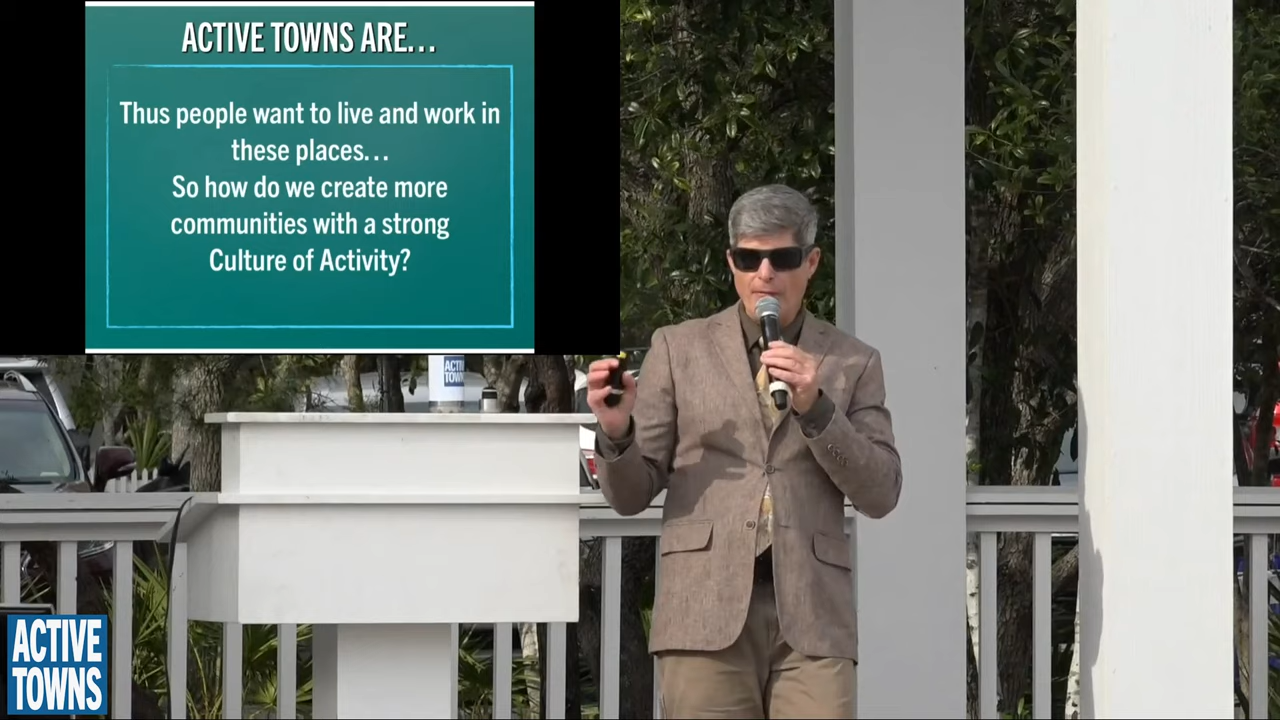 ACTIVE TOWNS ARE...
Thus people want to live and work in
these places...
So how do we create more
communities with a strong
Culture of Activity?
ACTIVE
TOWNS